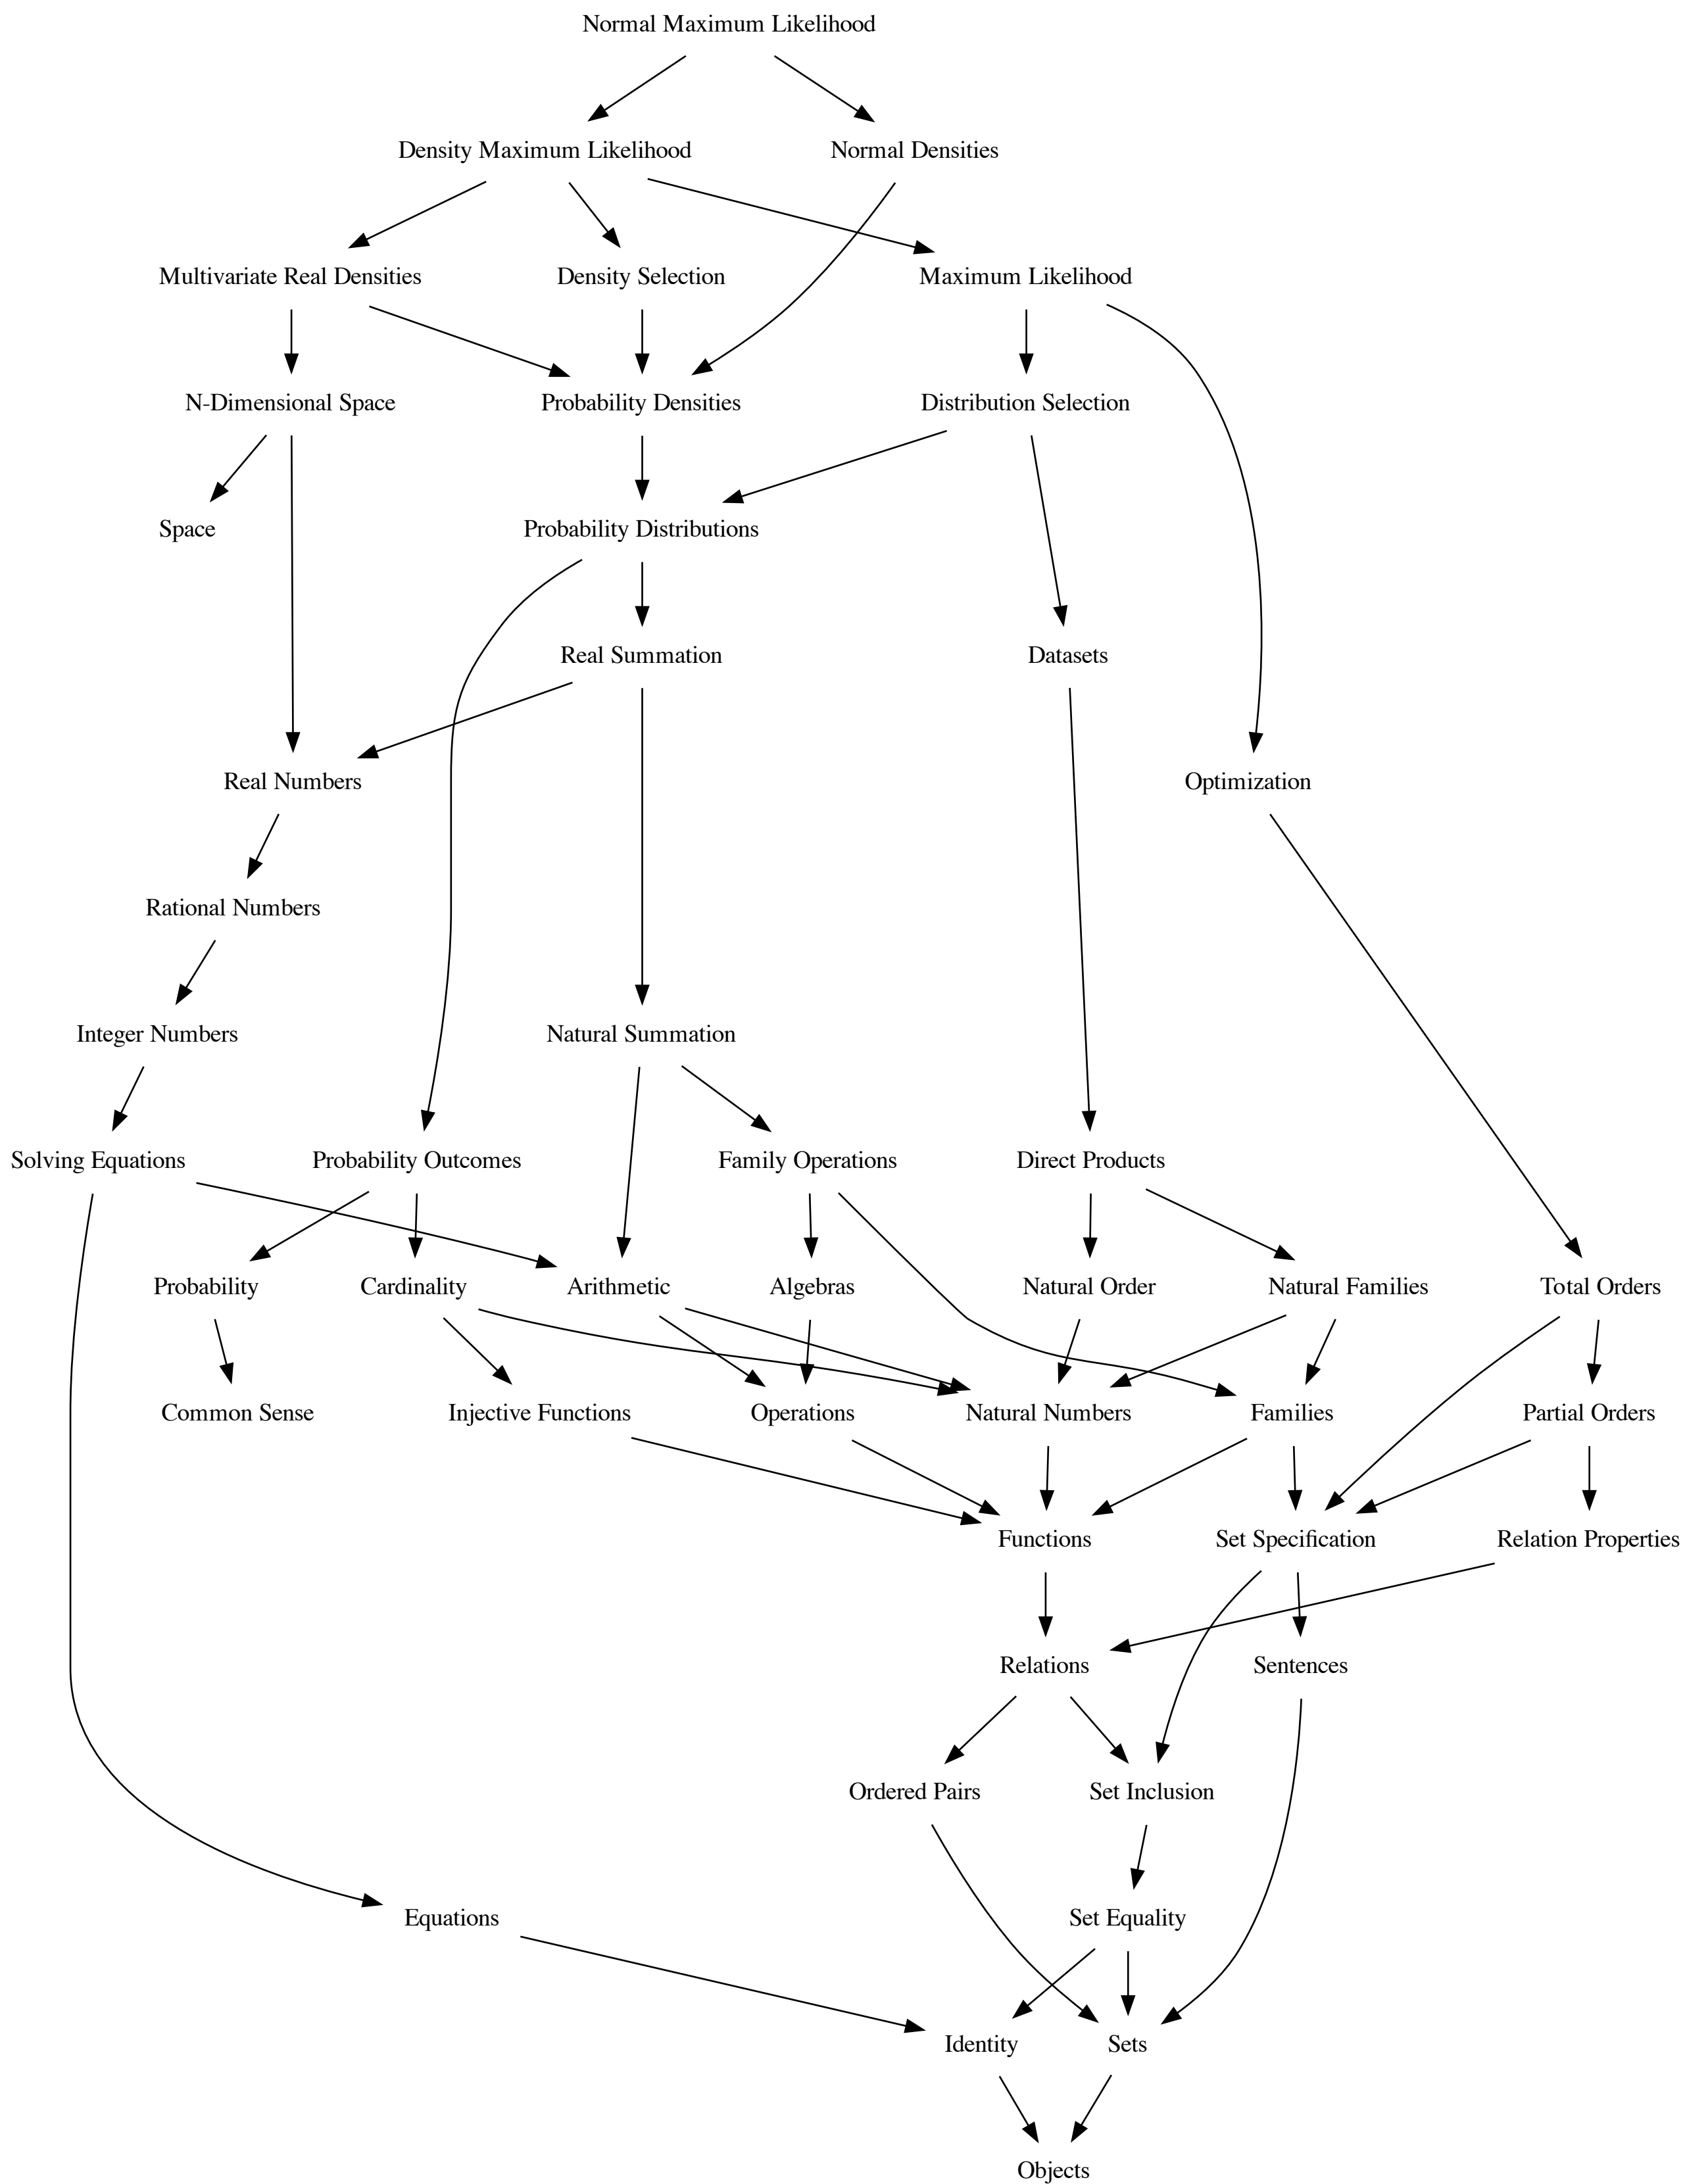 Normal Maximum Likelihood
Density Maximum Likelihood
Normal Densities
Multivariate Real Densities
Density Selection
Maximum Likelihood
N-Dimensional Space
Probability Densities
Distribution Selection
Space
Probability Distributions
Real Summation
Datasets
Real Numbers
Optimization
Rational Numbers
Integer Numbers
Natural Summation
Solving Equations
Probability Outcomes
Family Operations
Direct Products
Probability
Cardinality
Arithmetic
Algebras
Natural Order
Natural Families
Total Orders
Common Sense
Injective Functions
Operations
Natural Numbers
Families
Partial Orders
Functions
Set Specification
Relation Properties
Relations
Sentences
Ordered Pairs
Set Inclusion
Equations
Set Equality
Identity
Sets
Objects